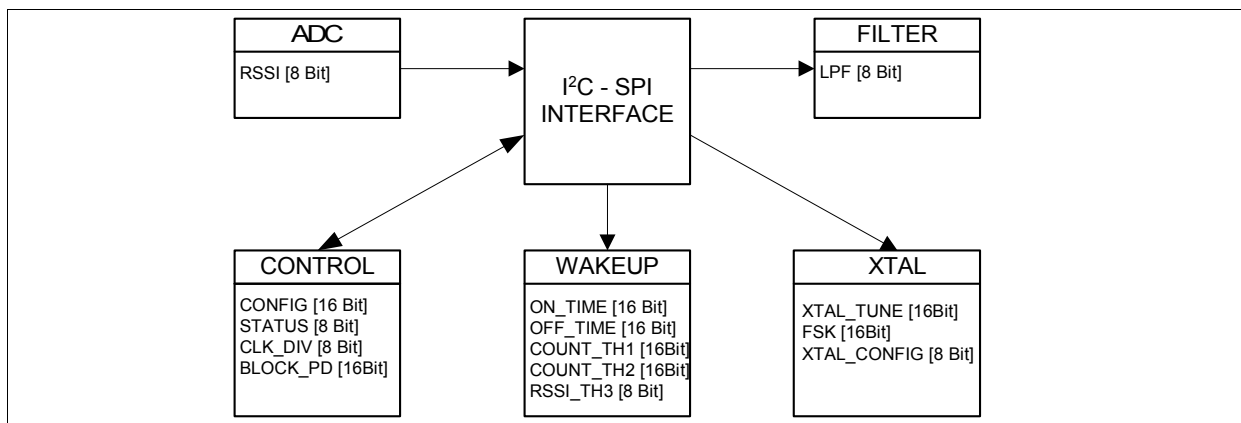 ADC
RSSI [8 Bit]
I²C - SPI
INTERFACE
FILTER
LPF [8 Bit]
CONTROL
CONFIG [16 Bit]
STATUS [8 Bit]
CLK_DIV [8 Bit]
BLOCK_PD [16Bit]
WAKEUP
ON_TIME [16 Bit]
OFF_TIME [16 Bit]
COUNT_TH1 [16Bit]
COUNT_TH2 [16Bit]
RSSI_TH3 [8 Bit]
XTAL
XTAL_TUNE [16Bit]
FSK [16Bit]
XTAL_CONFIG [8 Bit]